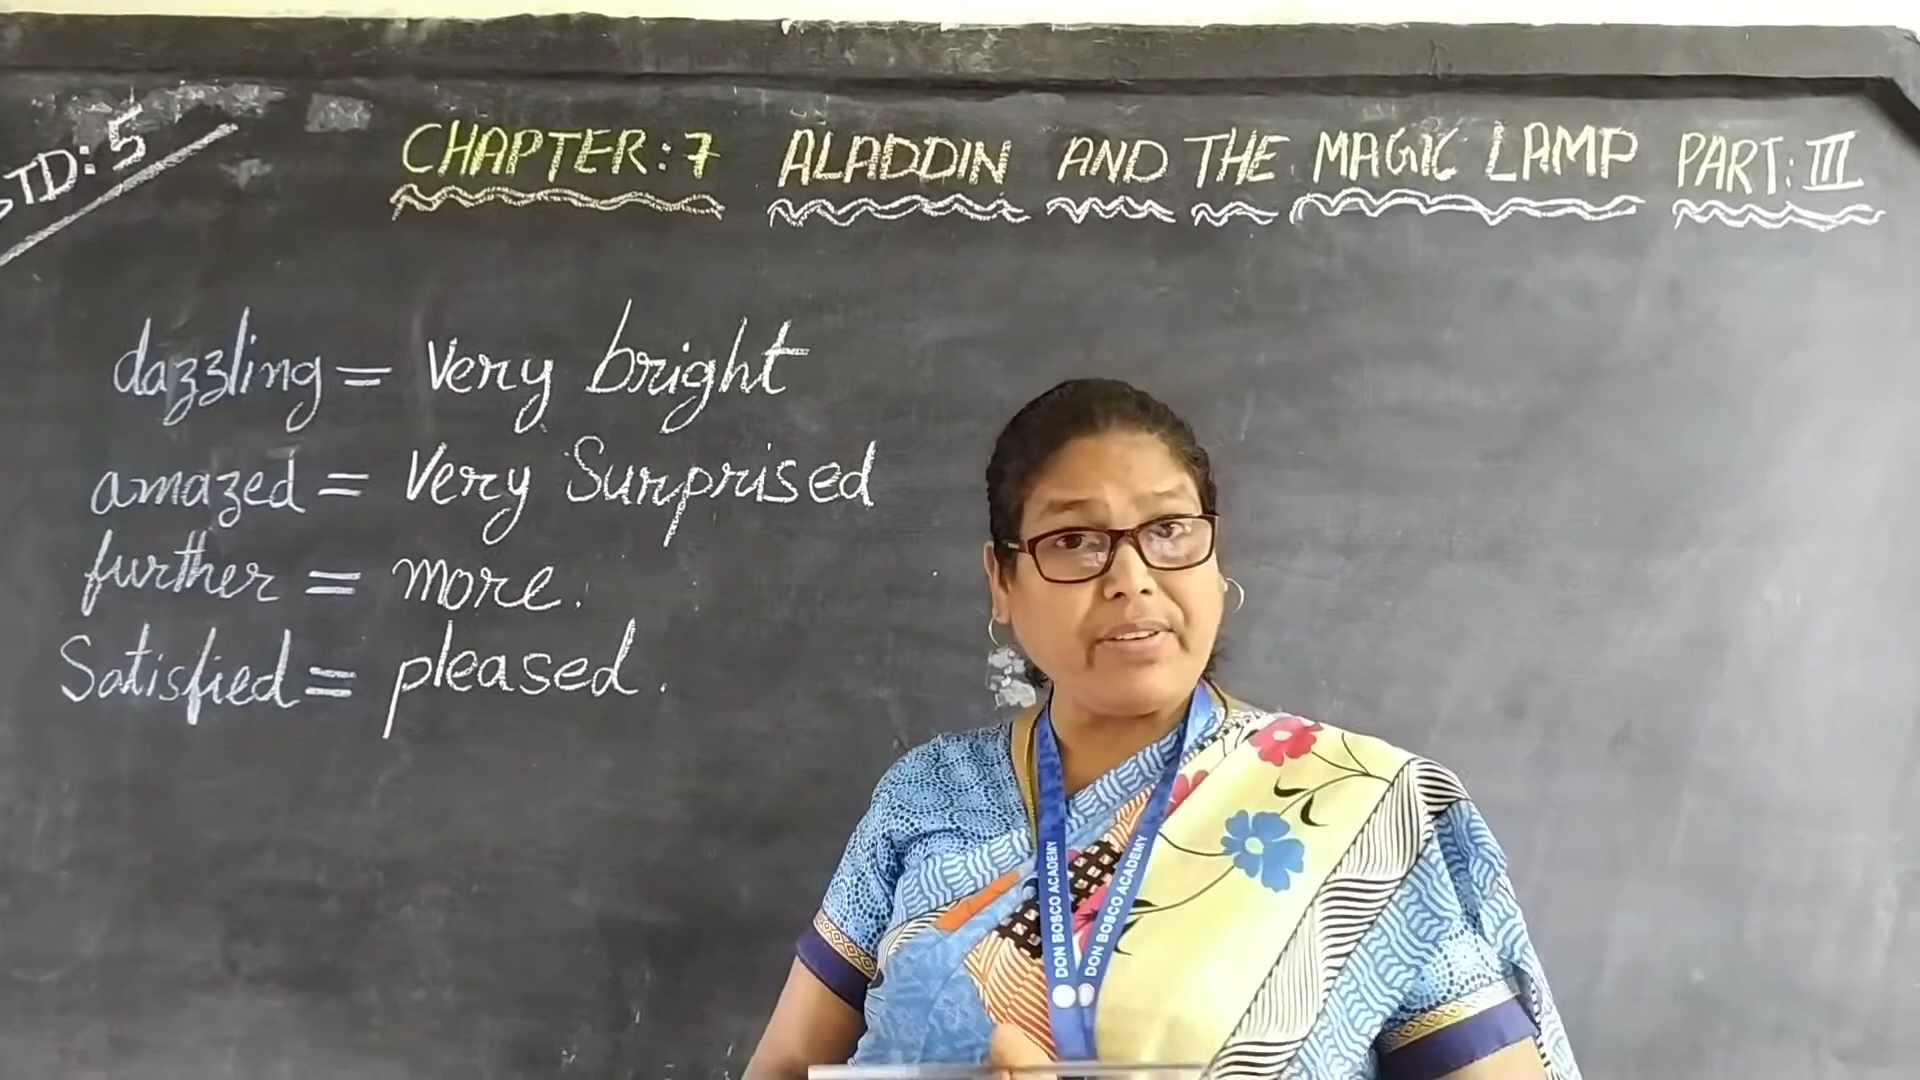 STD: 5
CHAPTER: 7 ALADDIN AND THE MAGIC LAMP PART: III
dazzling = Very bright
amazed = Very Surprised
further = more.
Satisfied = pleased.
DON BOSCO ACADEMY
DON BOSCO ACADEMY